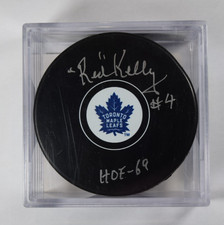 "Red" Kelly
#4
TORONTO
MAPLE
LEAFS
HOF-69